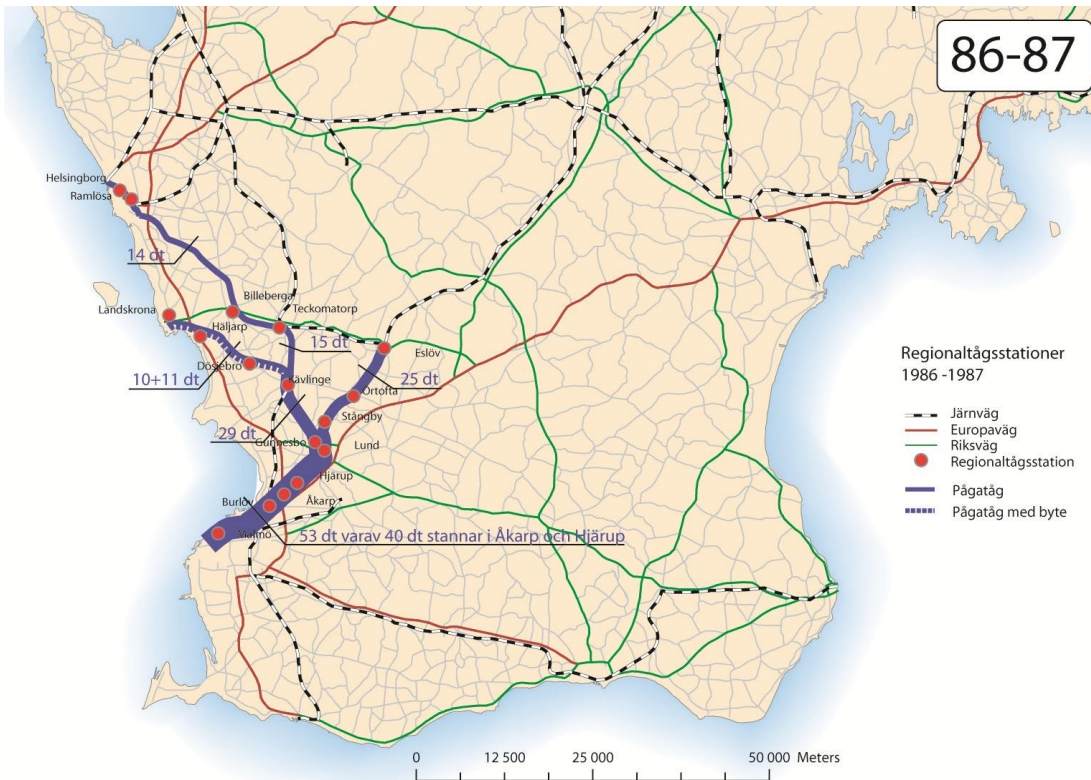 86-87
Helsingborg
Ramlösa
14 dt
Billeberga
Landskrona
Teckomatorp
Häljarp
15 dt
Eslöv
Dösjebro
10+11 dt
Kävlinge
25 dt
Örtofta
Stångby
29 dt
Gunnesbo
Lund
Hjärup
Burlöv
Åkarp
Malmö
53 dt varav 40 dt stannar i Åkarp och Hjärup
Regionaltågsstationer
1986 -1987
Järnväg
Europaväg
Riksväg
Regionaltågsstation
Pågatåg
Pågatåg med byte
0 12 500 25 000 50 000 Meters